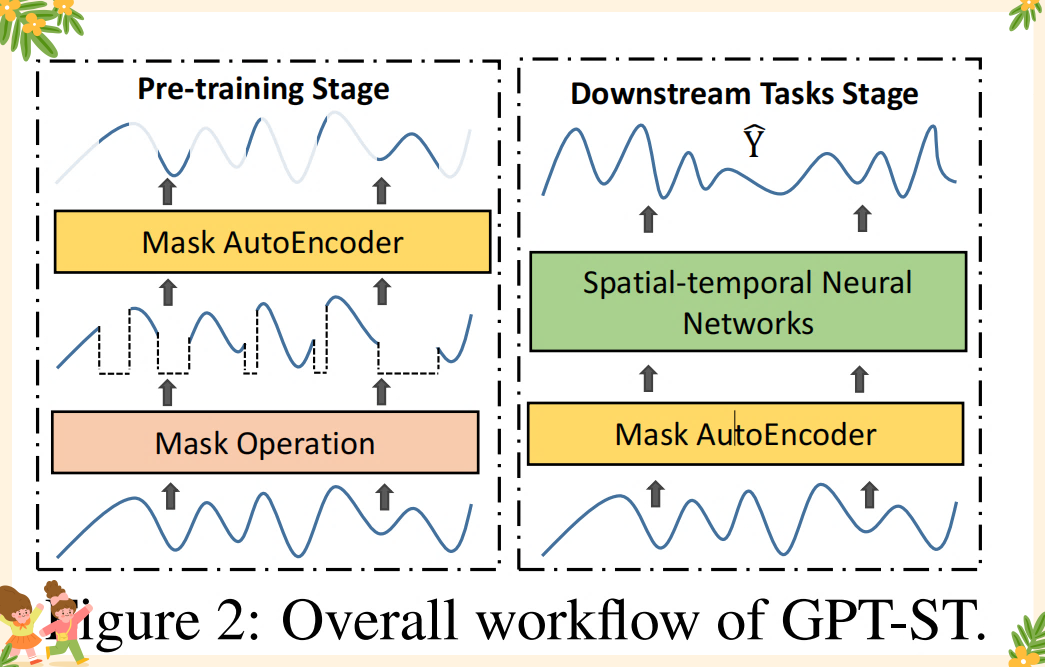 Pre-training Stage
Mask AutoEncoder
Mask Operation
Downstream Tasks Stage
Ŷ
Spatial-temporal Neural
Networks
Mask AutoEncoder
igure 2: Overall workflow of GPT-ST.